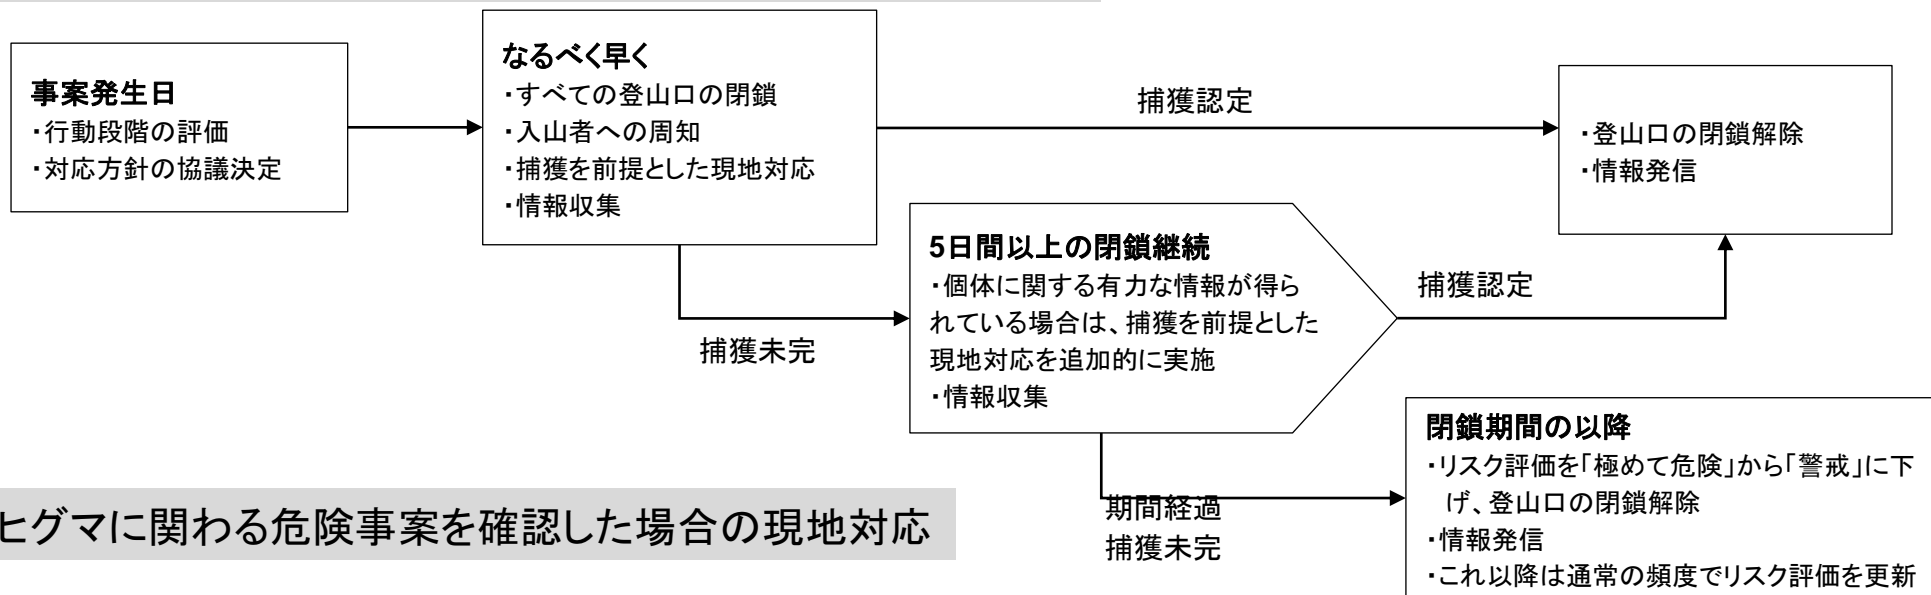 事案発生日
・行動段階の評価
・対応方針の協議決定
なるべく早く
・すべての登山口の閉鎖
・入山者への周知
・捕獲を前提とした現地対応
・情報収集
捕獲認定
・登山口の閉鎖解除
・情報発信
捕獲未完
5日間以上の閉鎖継続
・個体に関する有力な情報が得ら
れている場合は、捕獲を前提とした
現地対応を追加的に実施
・情報収集
捕獲認定
期間経過
捕獲未完
閉鎖期間の以降
・リスク評価を「極めて危険」から「警戒」に下
げ、登山口の閉鎖解除
・情報発信
・これ以降は通常の頻度でリスク評価を更新
ヒグマに関わる危険事案を確認した場合の現地対応